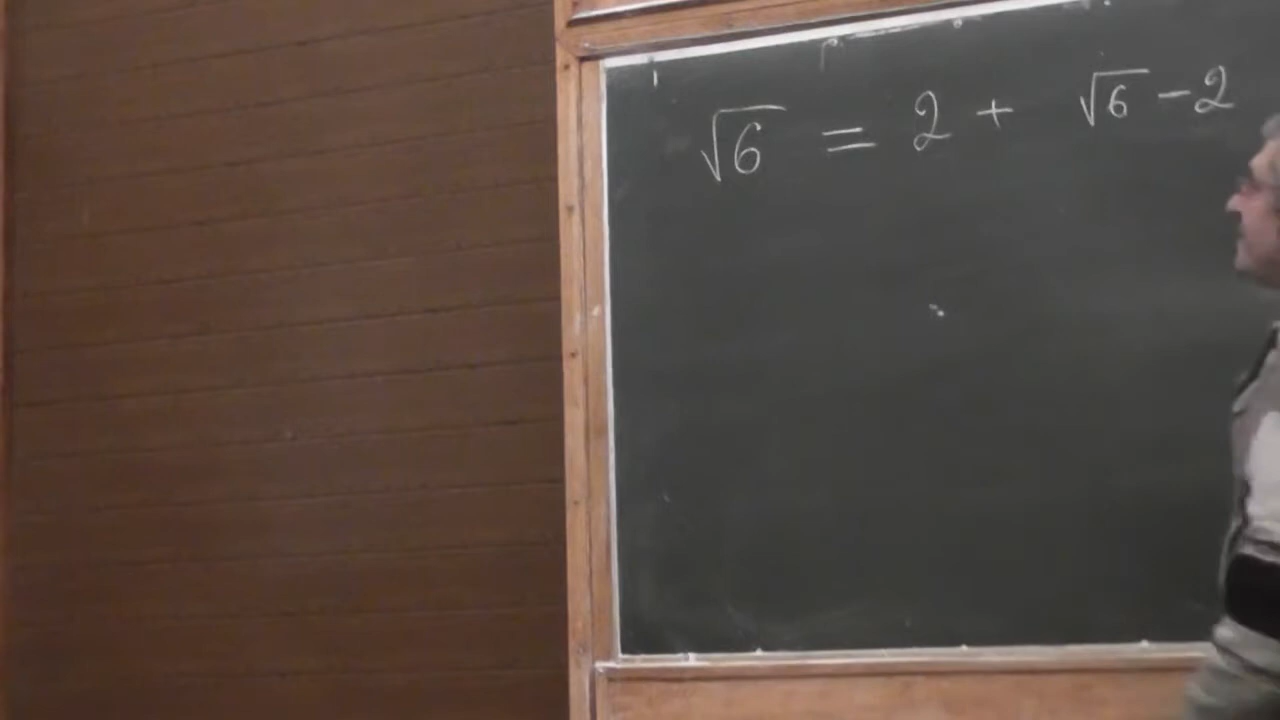 √6 = 2 + √6 − 2